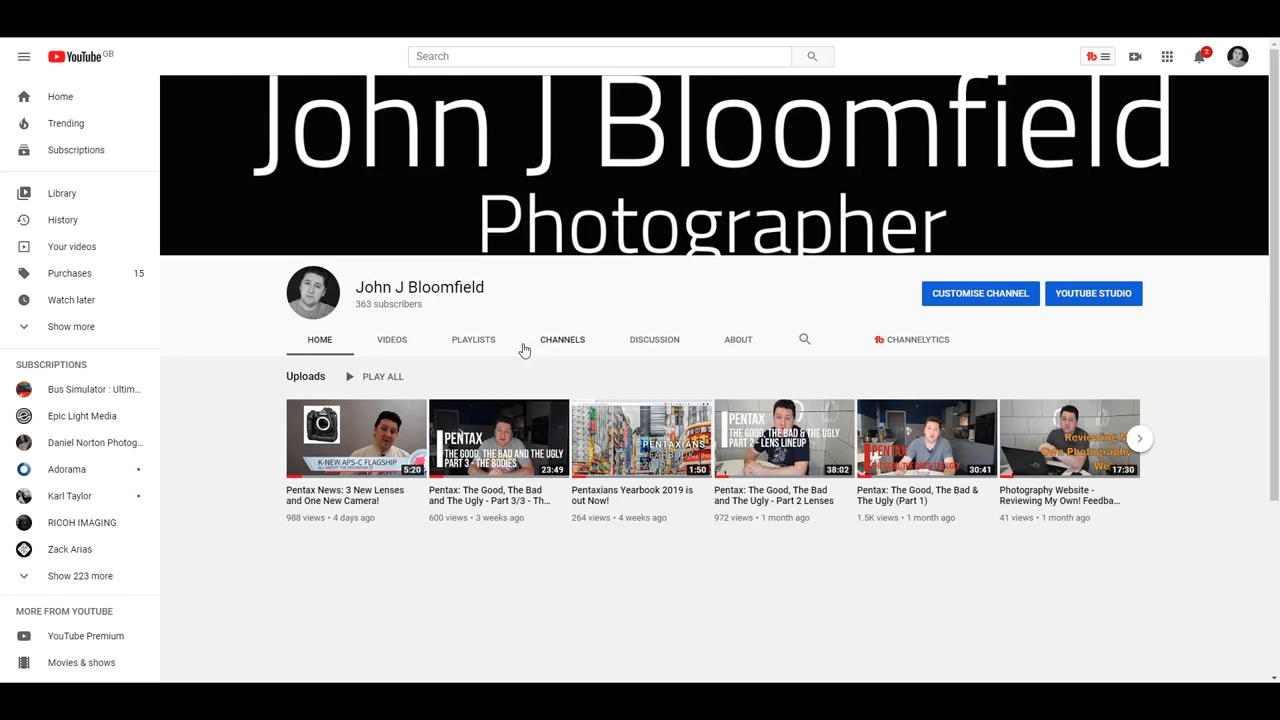 YouTube GB
Search
2
Home
Trending
Subscriptions
Library
History
Your videos
Purchases 15
Watch later
Show more
SUBSCRIPTIONS
Bus Simulator : Ultim...
Epic Light Media
Daniel Norton Photog...
Adorama
Karl Taylor
RICOH IMAGING
Zack Arias
Show 223 more
MORE FROM YOUTUBE
YouTube Premium
Movies & shows
John J Bloomfield
Photographer
John J Bloomfield
363 subscribers
CUSTOMISE CHANNEL
YOUTUBE STUDIO
HOME VIDEOS PLAYLISTS CHANNELS DISCUSSION ABOUT CHANNELYTICS
Uploads PLAY ALL
K-NEW APS-C FLAGSHIP
5:20
Pentax News: 3 New Lenses
and One New Camera!
988 views • 4 days ago
PENTAX
THE GOOD, THE BAD AND THE UGLY
PART 3 - THE BODIES
23:49
Pentax: The Good, The Bad
and The Ugly - Part 3/3 - Th...
600 views • 3 weeks ago
PENTAXIANS
YEARBOOK
1:50
Pentaxians Yearbook 2019 is
out Now!
264 views • 4 weeks ago
PENTAX
THE GOOD, THE BAD & THE UGLY
PART 2 - LENS LINEUP
38:02
Pentax: The Good, The Bad
and The Ugly - Part 2 Lenses
972 views • 1 month ago
PENTAX
30:41
Pentax: The Good, The Bad &
The Ugly (Part 1)
1.5K views • 1 month ago
Reviewing M
Own Photography
We
17:30
Photography Website -
Reviewing My Own! Feedba...
41 views • 1 month ago